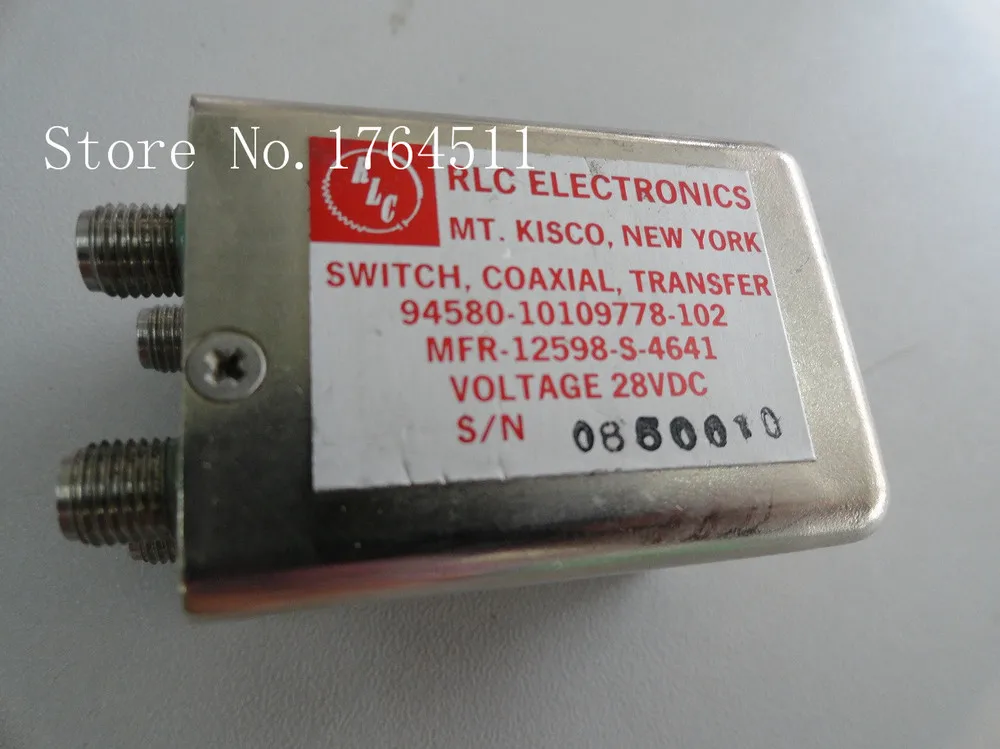 Store No.1764511
RLC
RLC ELECTRONICS
MT. KISCO, NEW YORK
SWITCH, COAXIAL, TRANSFER
94580-10109778-102
MFR-12598-S-4641
VOLTAGE 28VDC
S/N 0860010